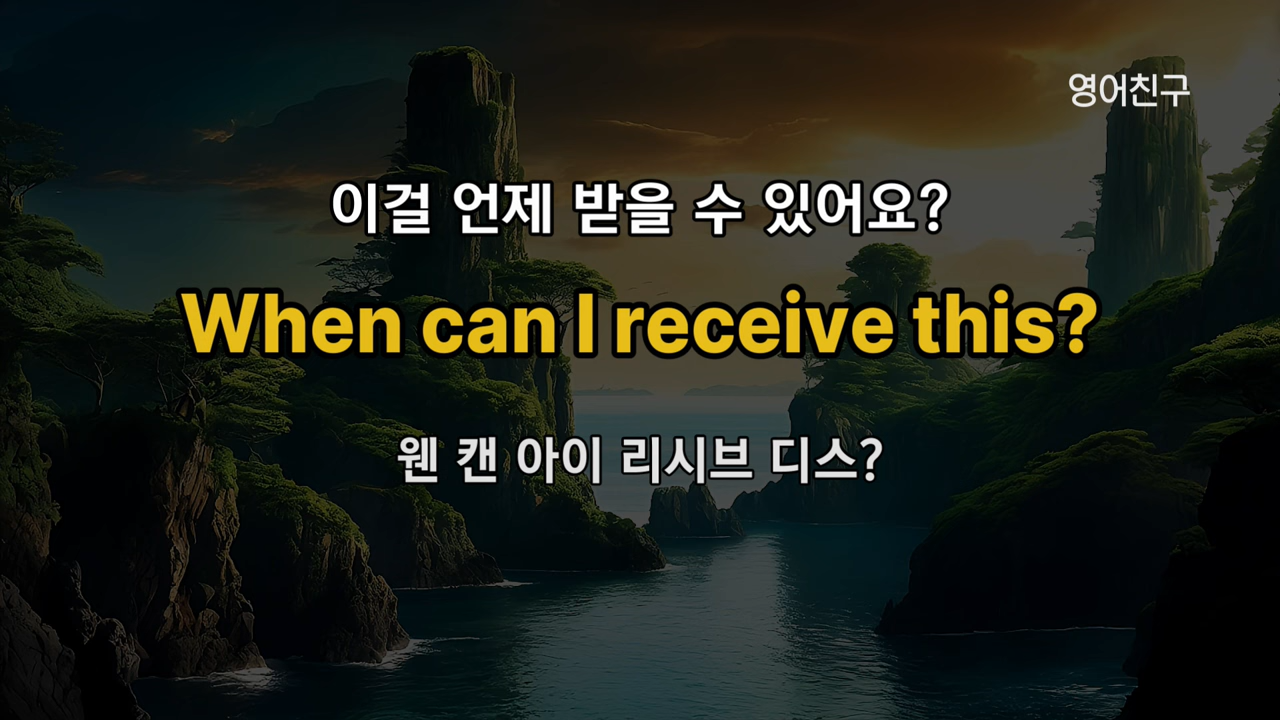 영어친구
이걸 언제 받을 수 있어요?
When can I receive this?
웬 캔 아이 리시브 디스?